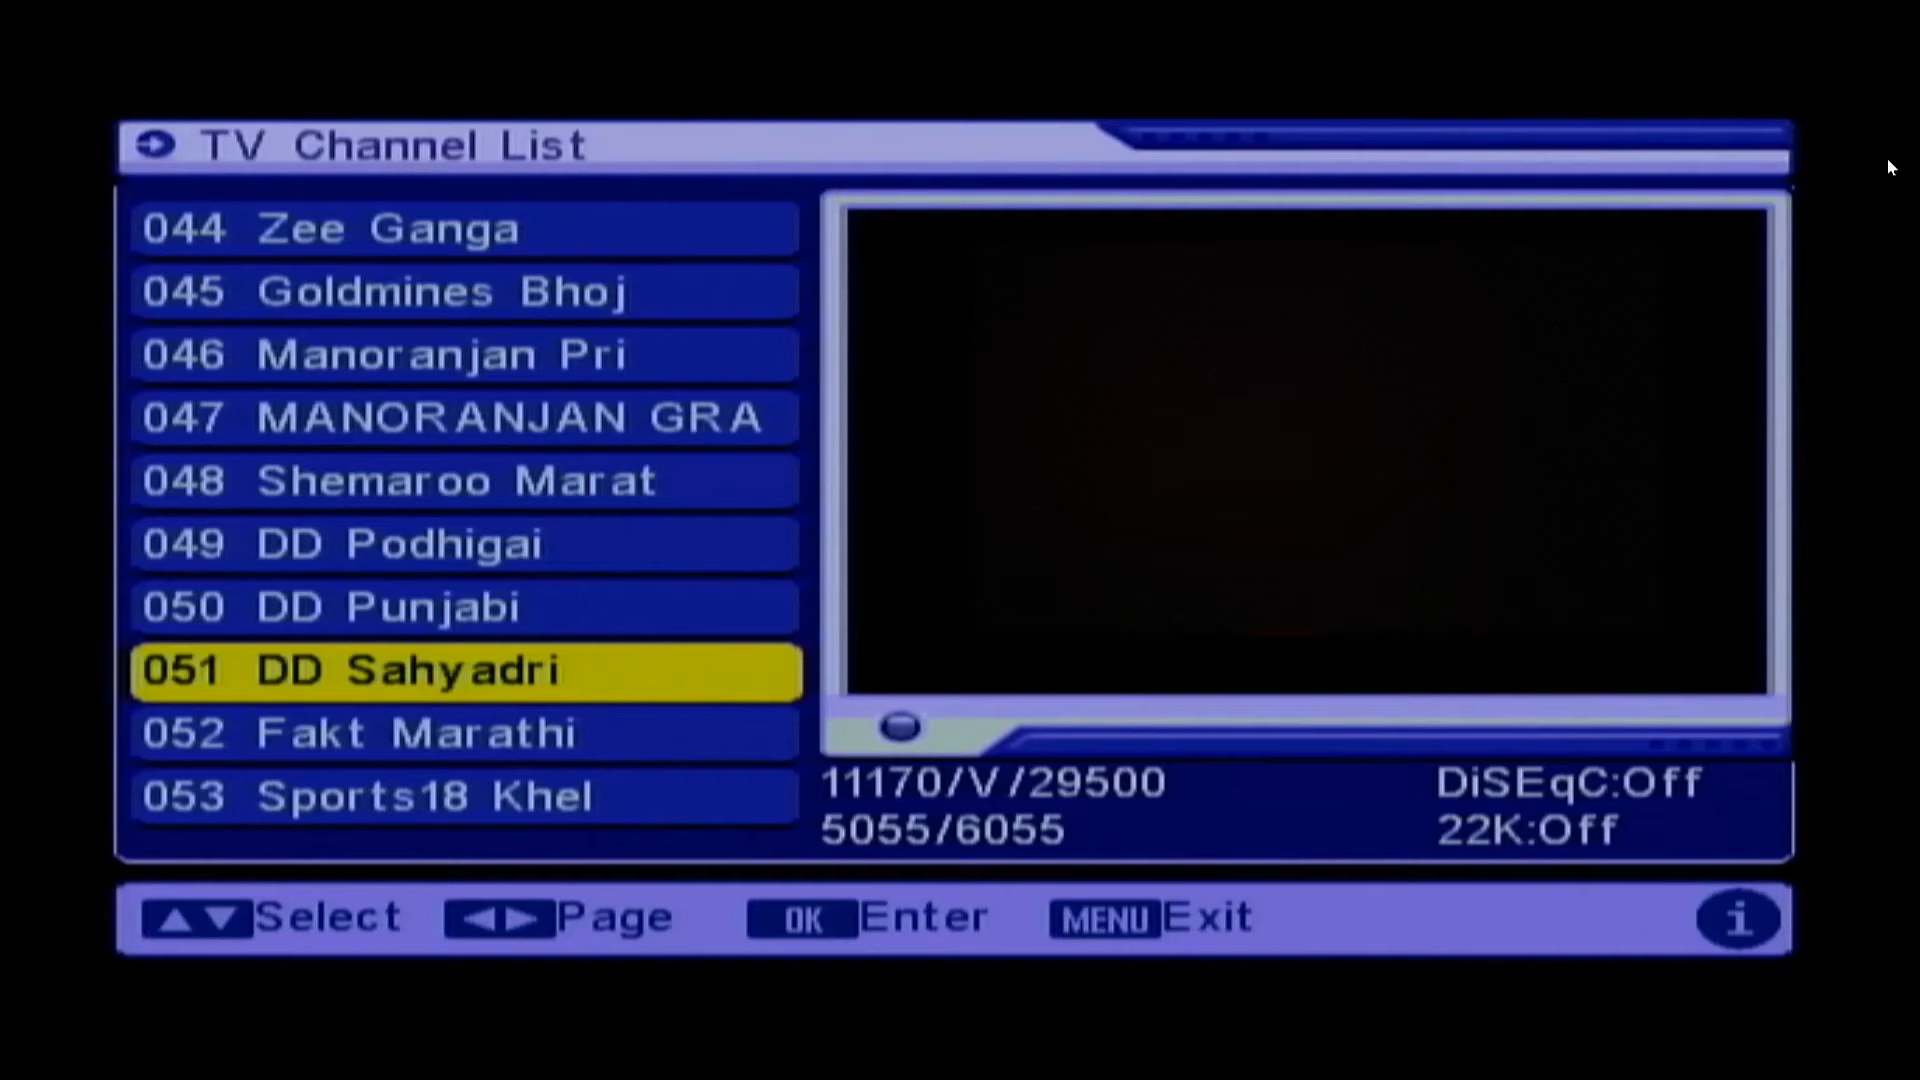 TV Channel List
044 Zee Ganga
045 Goldmines Bhoj
046 Manoranjan Pri
047 MANORANJAN GRA
048 Shemaroo Marat
049 DD Podhigai
050 DD Punjabi
051 DD Sahyadri
052 Fakt Marathi
053 Sports18 Khel
11170/V/29500 DiSEqC:Off
5055/6055 22K:Off
Select Page OK Enter MENU Exit i